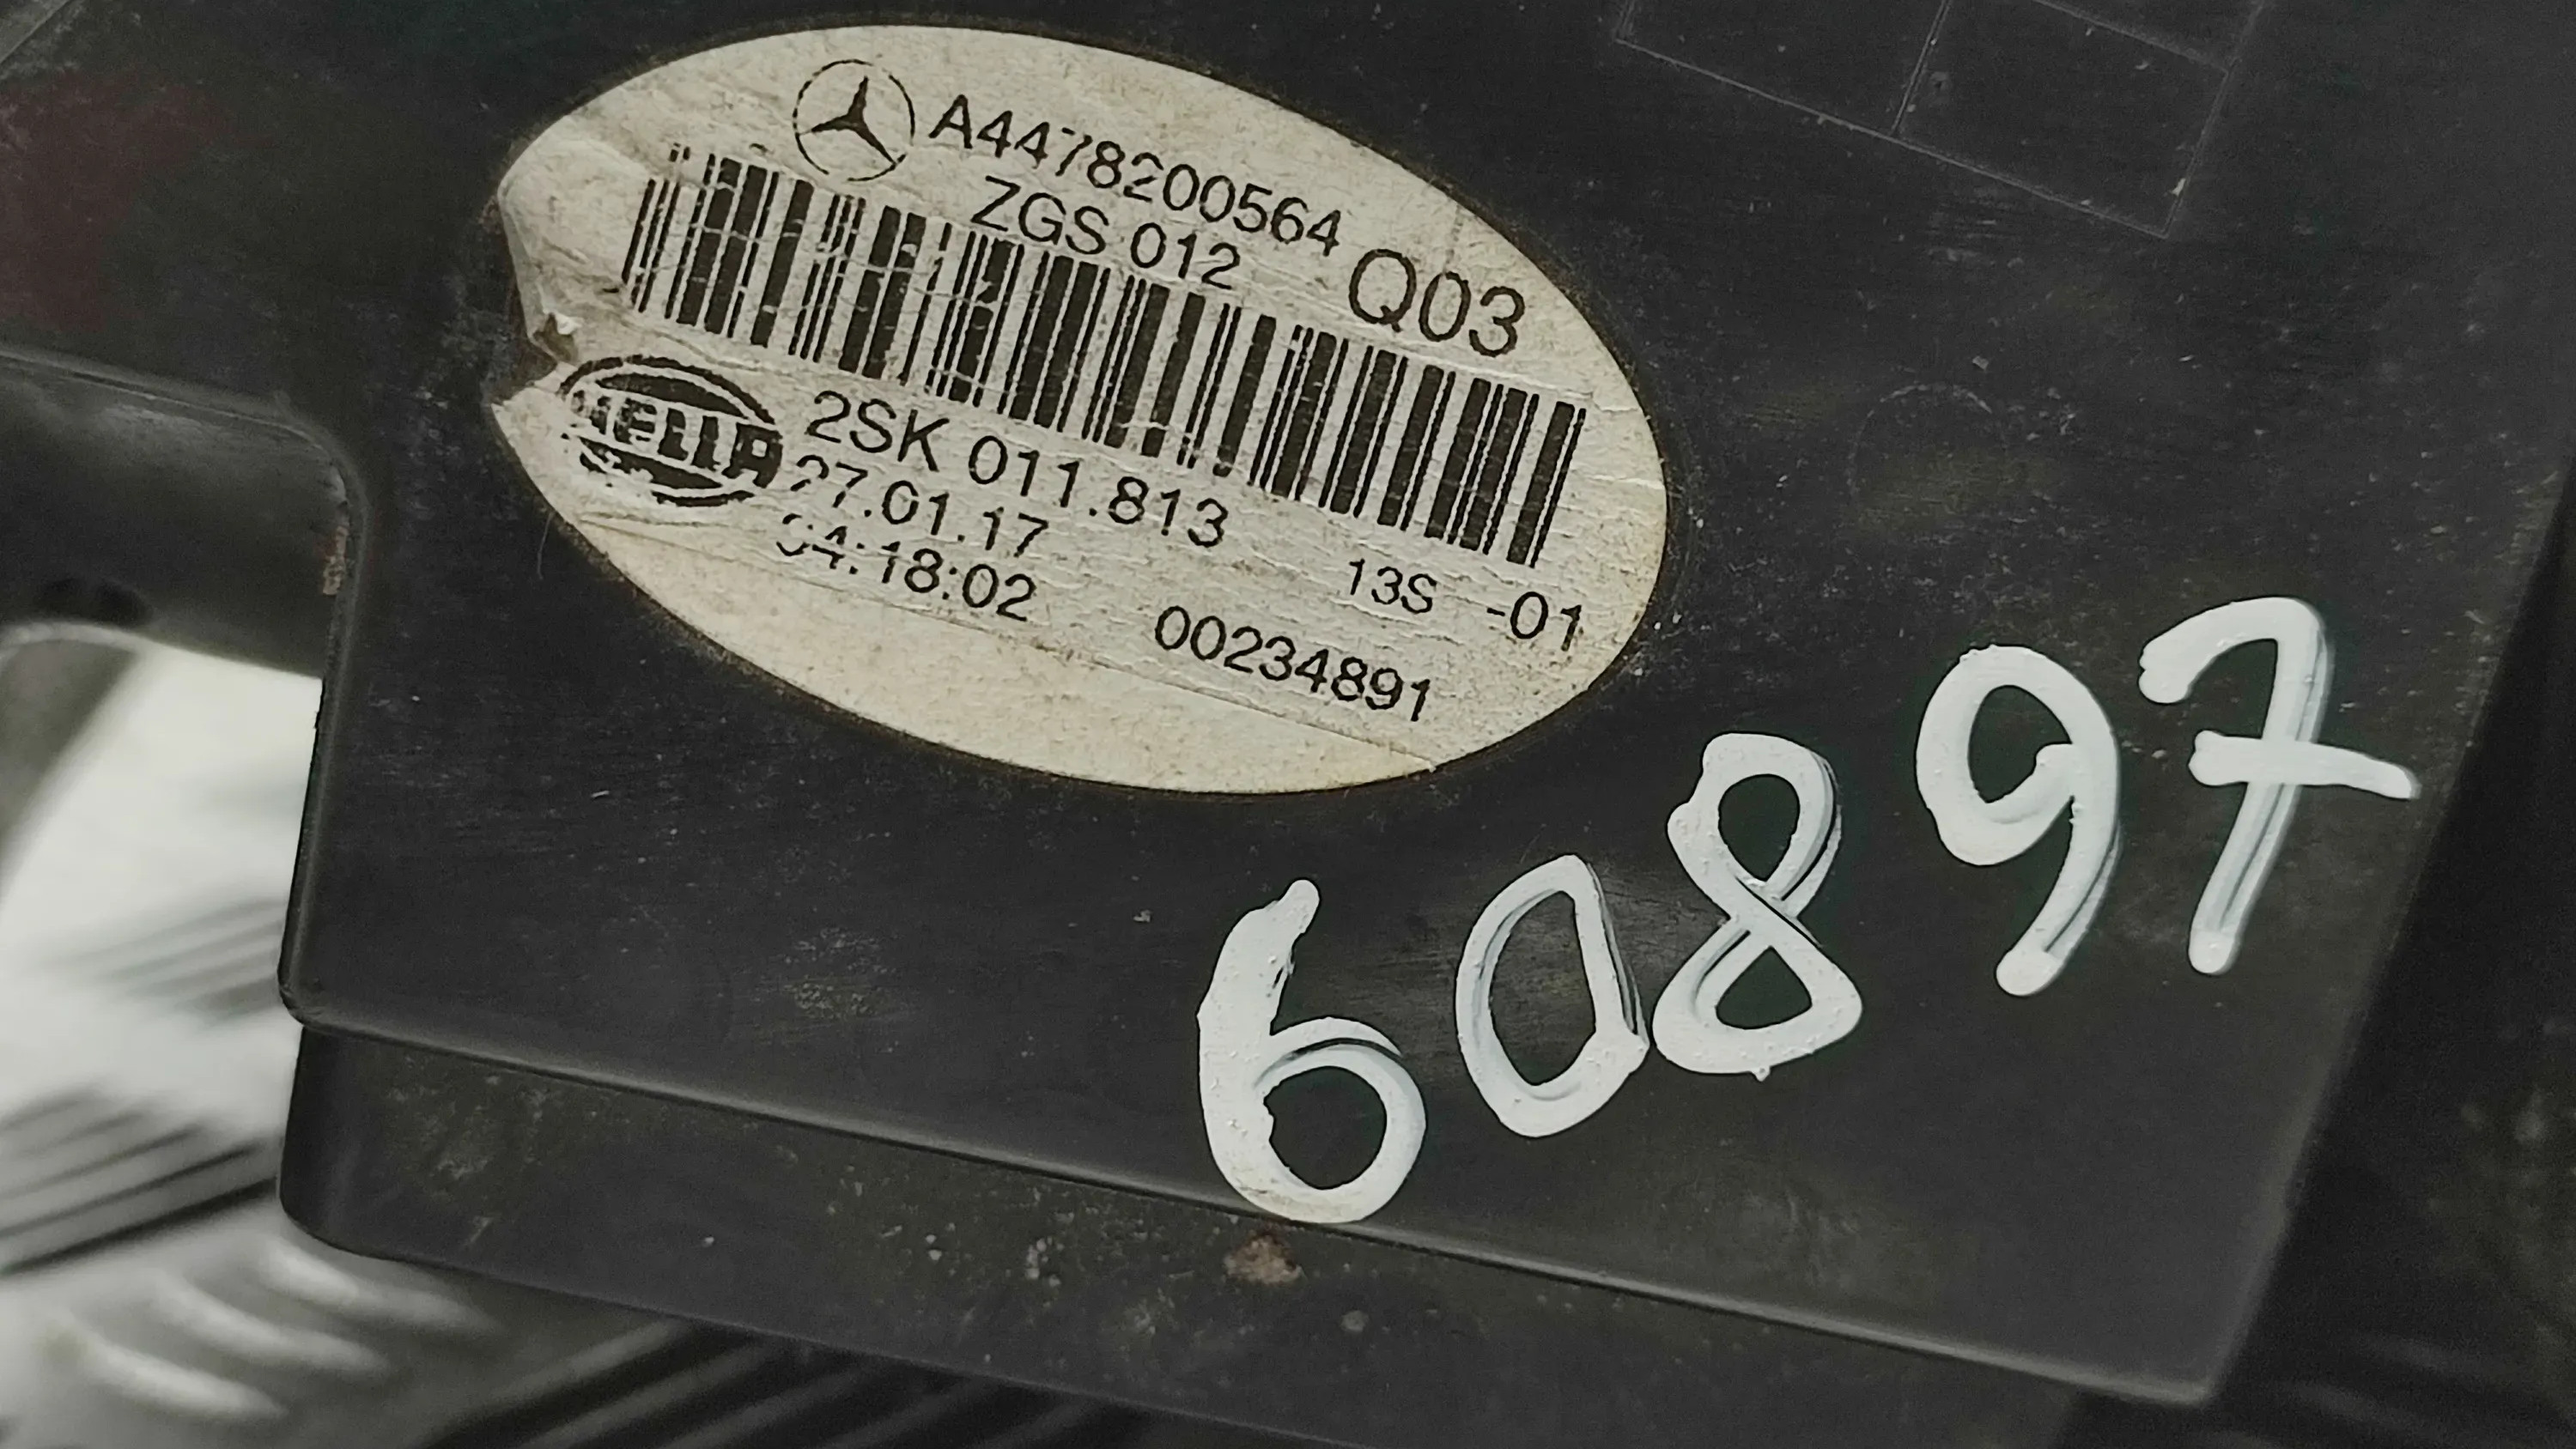 A4478200564
ZGS 012
Q03
HELLA
2SK 011.813
27.01.17
04:18:02
13S -01
00234891
60897